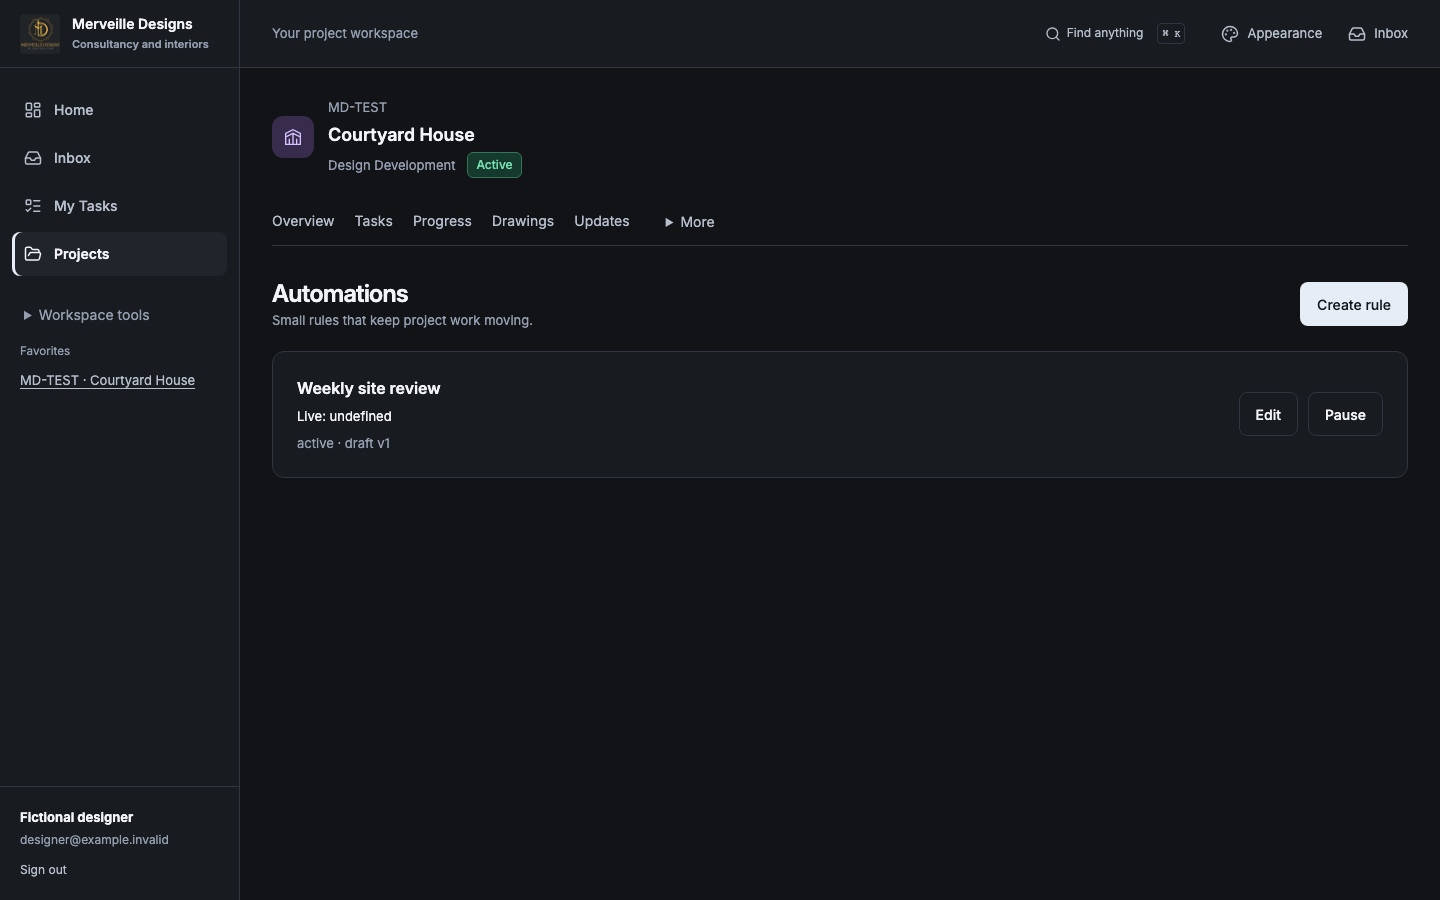 Merveille Designs
Consultancy and interiors
Your project workspace
Find anything
⌘ K
Appearance
Inbox
Home
Inbox
My Tasks
Projects
Workspace tools
Favorites
MD-TEST · Courtyard House
MD-TEST
Courtyard House
Design Development
Active
Overview
Tasks
Progress
Drawings
Updates
More
Automations
Small rules that keep project work moving.
Create rule
Weekly site review
Live: undefined
active · draft v1
Edit
Pause
Fictional designer
designer@example.invalid
Sign out